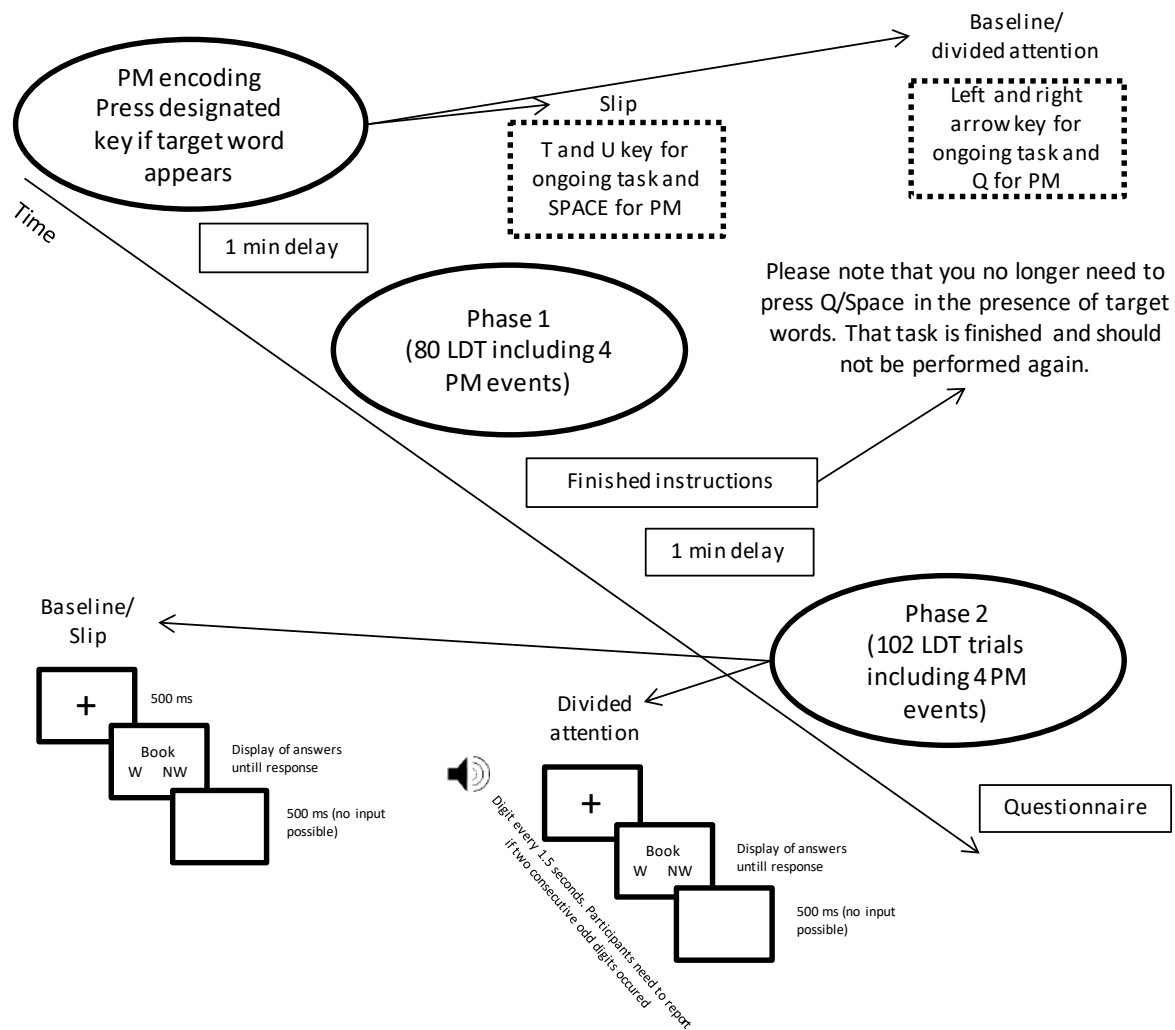 PM encoding
Press designated
key if target word
appears
Slip
T and U key for
ongoing task and
SPACE for PM
Baseline/
divided attention
Left and right
arrow key for
ongoing task and
Q for PM
Time
1 min delay
Phase 1
(80 LDT including 4
PM events)
Please note that you no longer need to
press Q/Space in the presence of target
words. That task is finished and should
not be performed again.
Finished instructions
1 min delay
Phase 2
(102 LDT trials
including 4 PM
events)
Baseline/
Slip
+
500 ms
Book
W NW
Display of answers
untill response
500 ms (no input
possible)
Divided
attention
Digit every 1.5 seconds. Participants need to report
if two consecutive odd digits occured
+
Book
W NW
Display of answers
untill response
500 ms (no input
possible)
Questionnaire